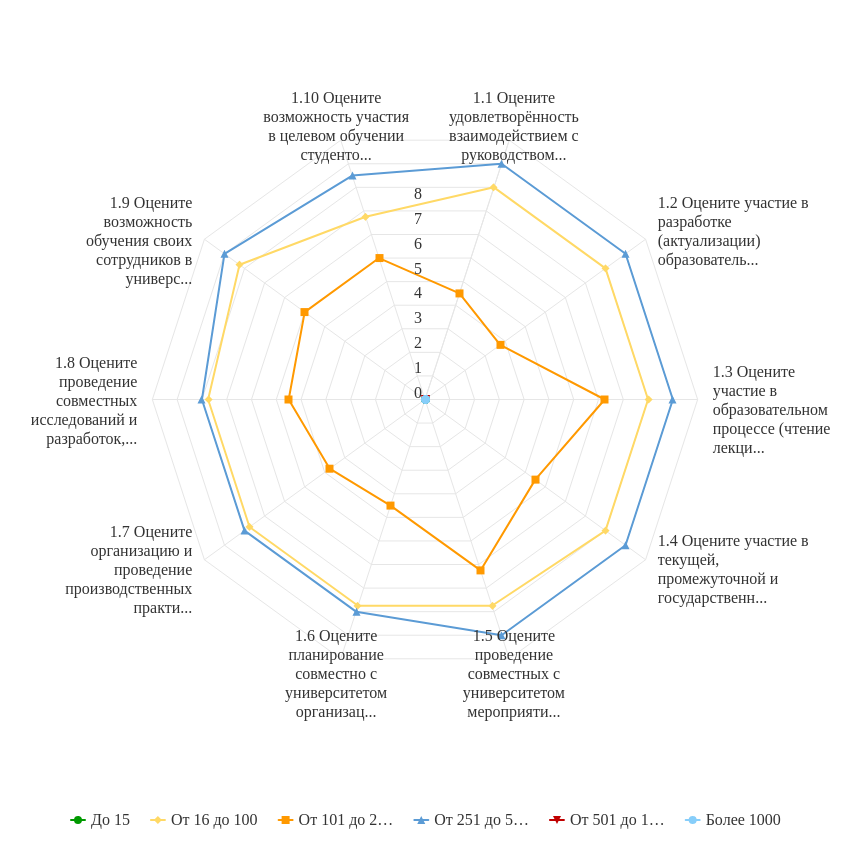 1.10 Оцените
возможность участия
в целевом обучении
студенто...
1.1 Оцените
удовлетворённость
взаимодействием с
руководством...
1.9 Оцените
возможность
обучения своих
сотрудников в
универс...
1.2 Оцените участие в
разработке
(актуализации)
образователь...
8
7
6
5
4
3
2
1
0
1.8 Оцените
проведение
совместных
исследований и
разработок,...
1.3 Оцените
участие в
образовательном
процессе (чтение
лекци...
1.7 Оцените
организацию и
проведение
производственных
практи...
1.4 Оцените участие в
текущей,
промежуточной и
государственн...
1.6 Оцените
планирование
совместно с
университетом
организац...
1.5 Оцените
проведение
совместных с
университетом
мероприяти...
До 15
От 16 до 100
От 101 до 2…
От 251 до 5…
От 501 до 1…
Более 1000